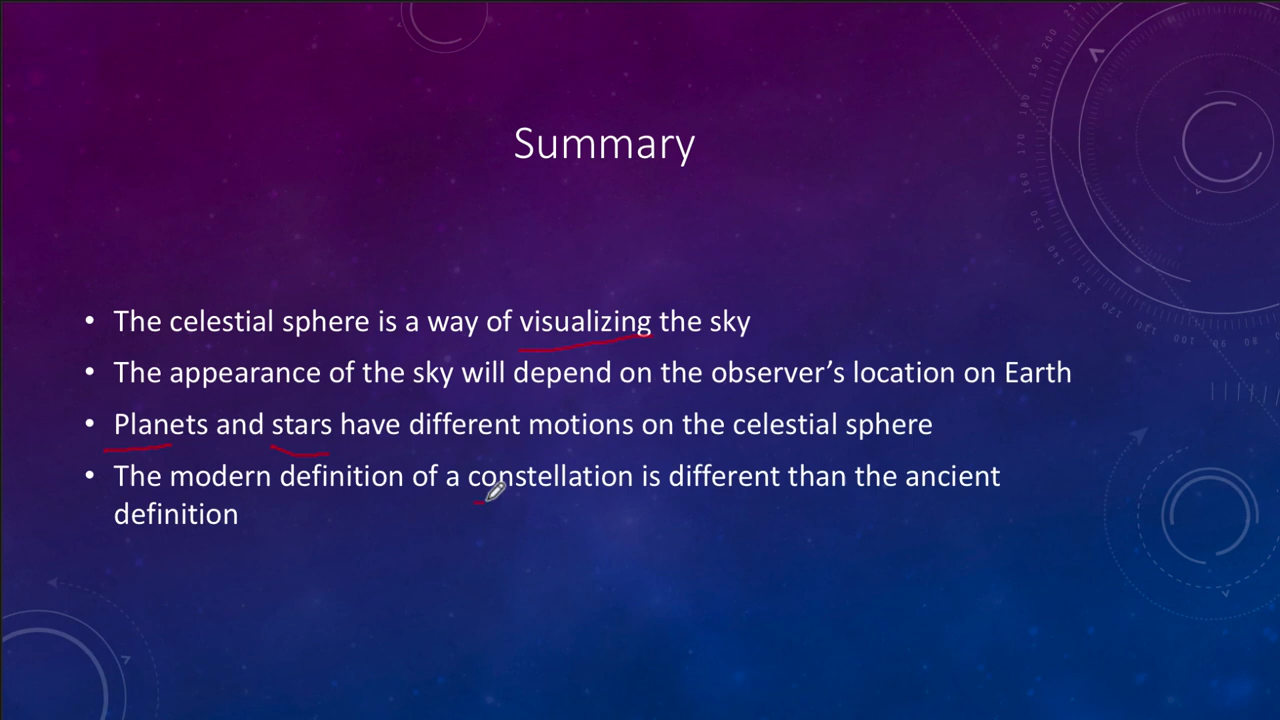 Summary
• The celestial sphere is a way of visualizing the sky
• The appearance of the sky will depend on the observer’s location on Earth
• Planets and stars have different motions on the celestial sphere
• The modern definition of a constellation is different than the ancient
definition